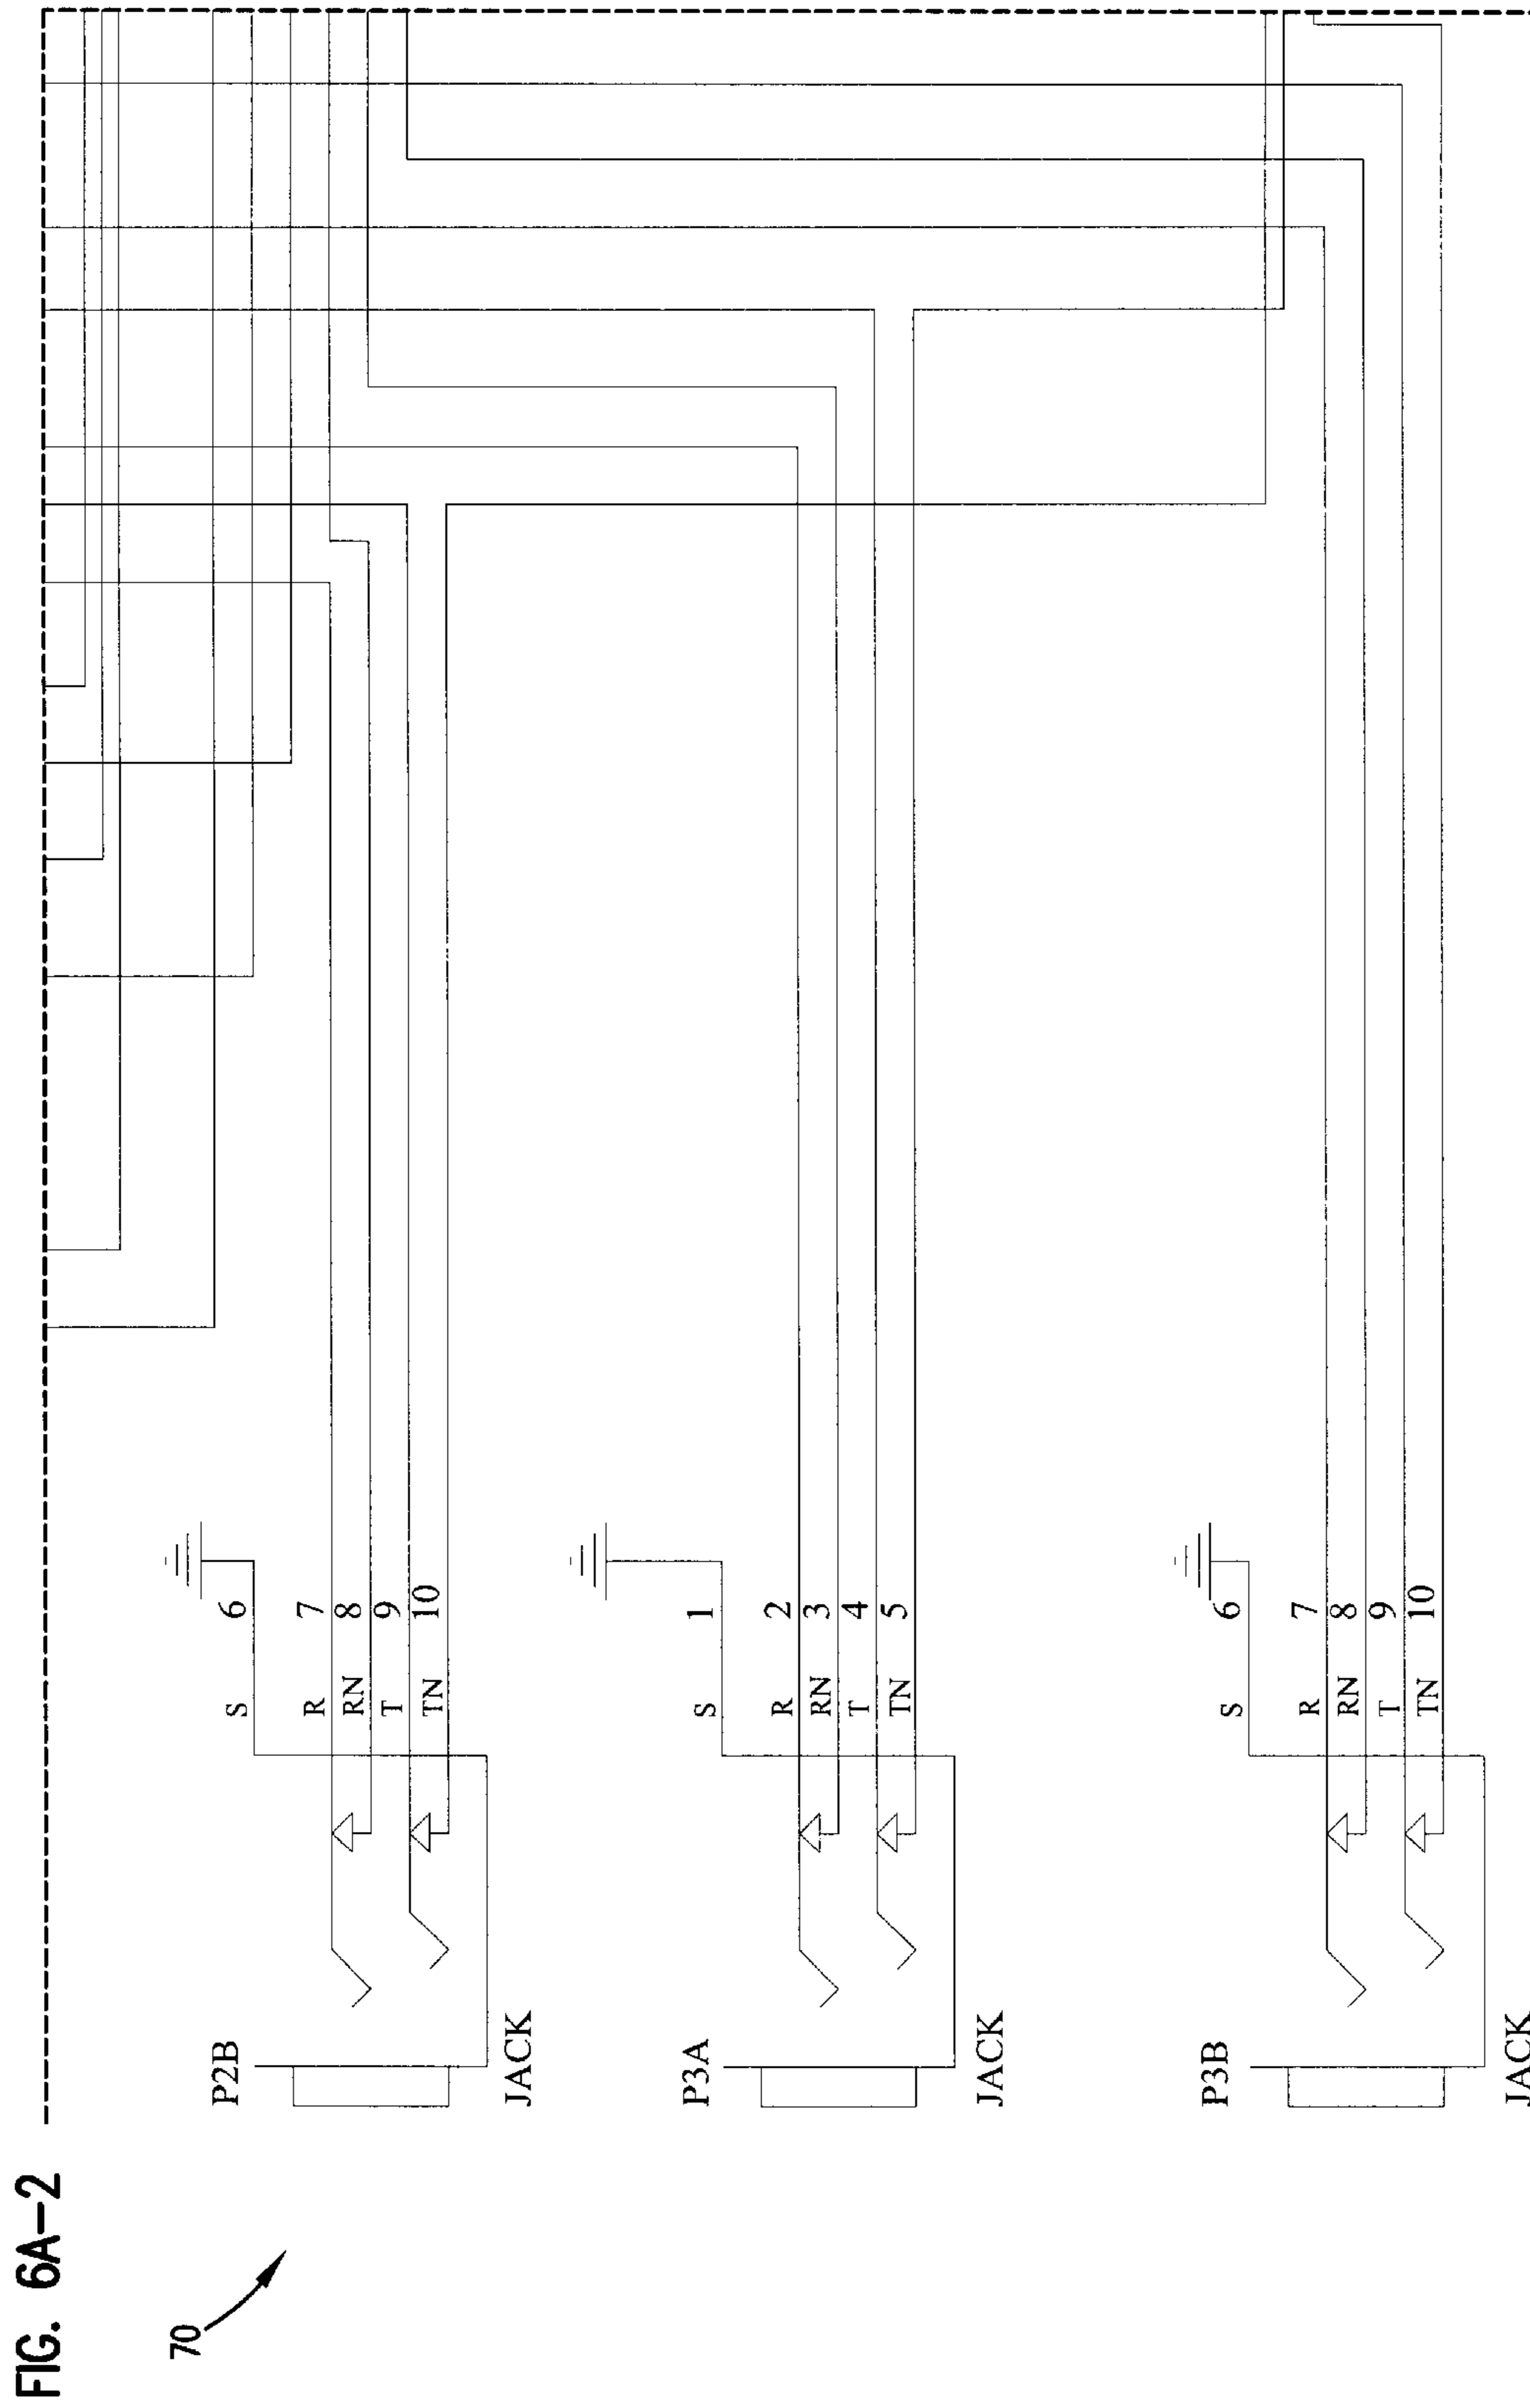 FIG. 6A-2
70
P2B
S 6
R 7
RN 8
T 9
TN 10
JACK
P3A
S 1
R 2
RN 3
T 4
TN 5
JACK
P3B
S 6
R 7
RN 8
T 9
TN 10
JACK